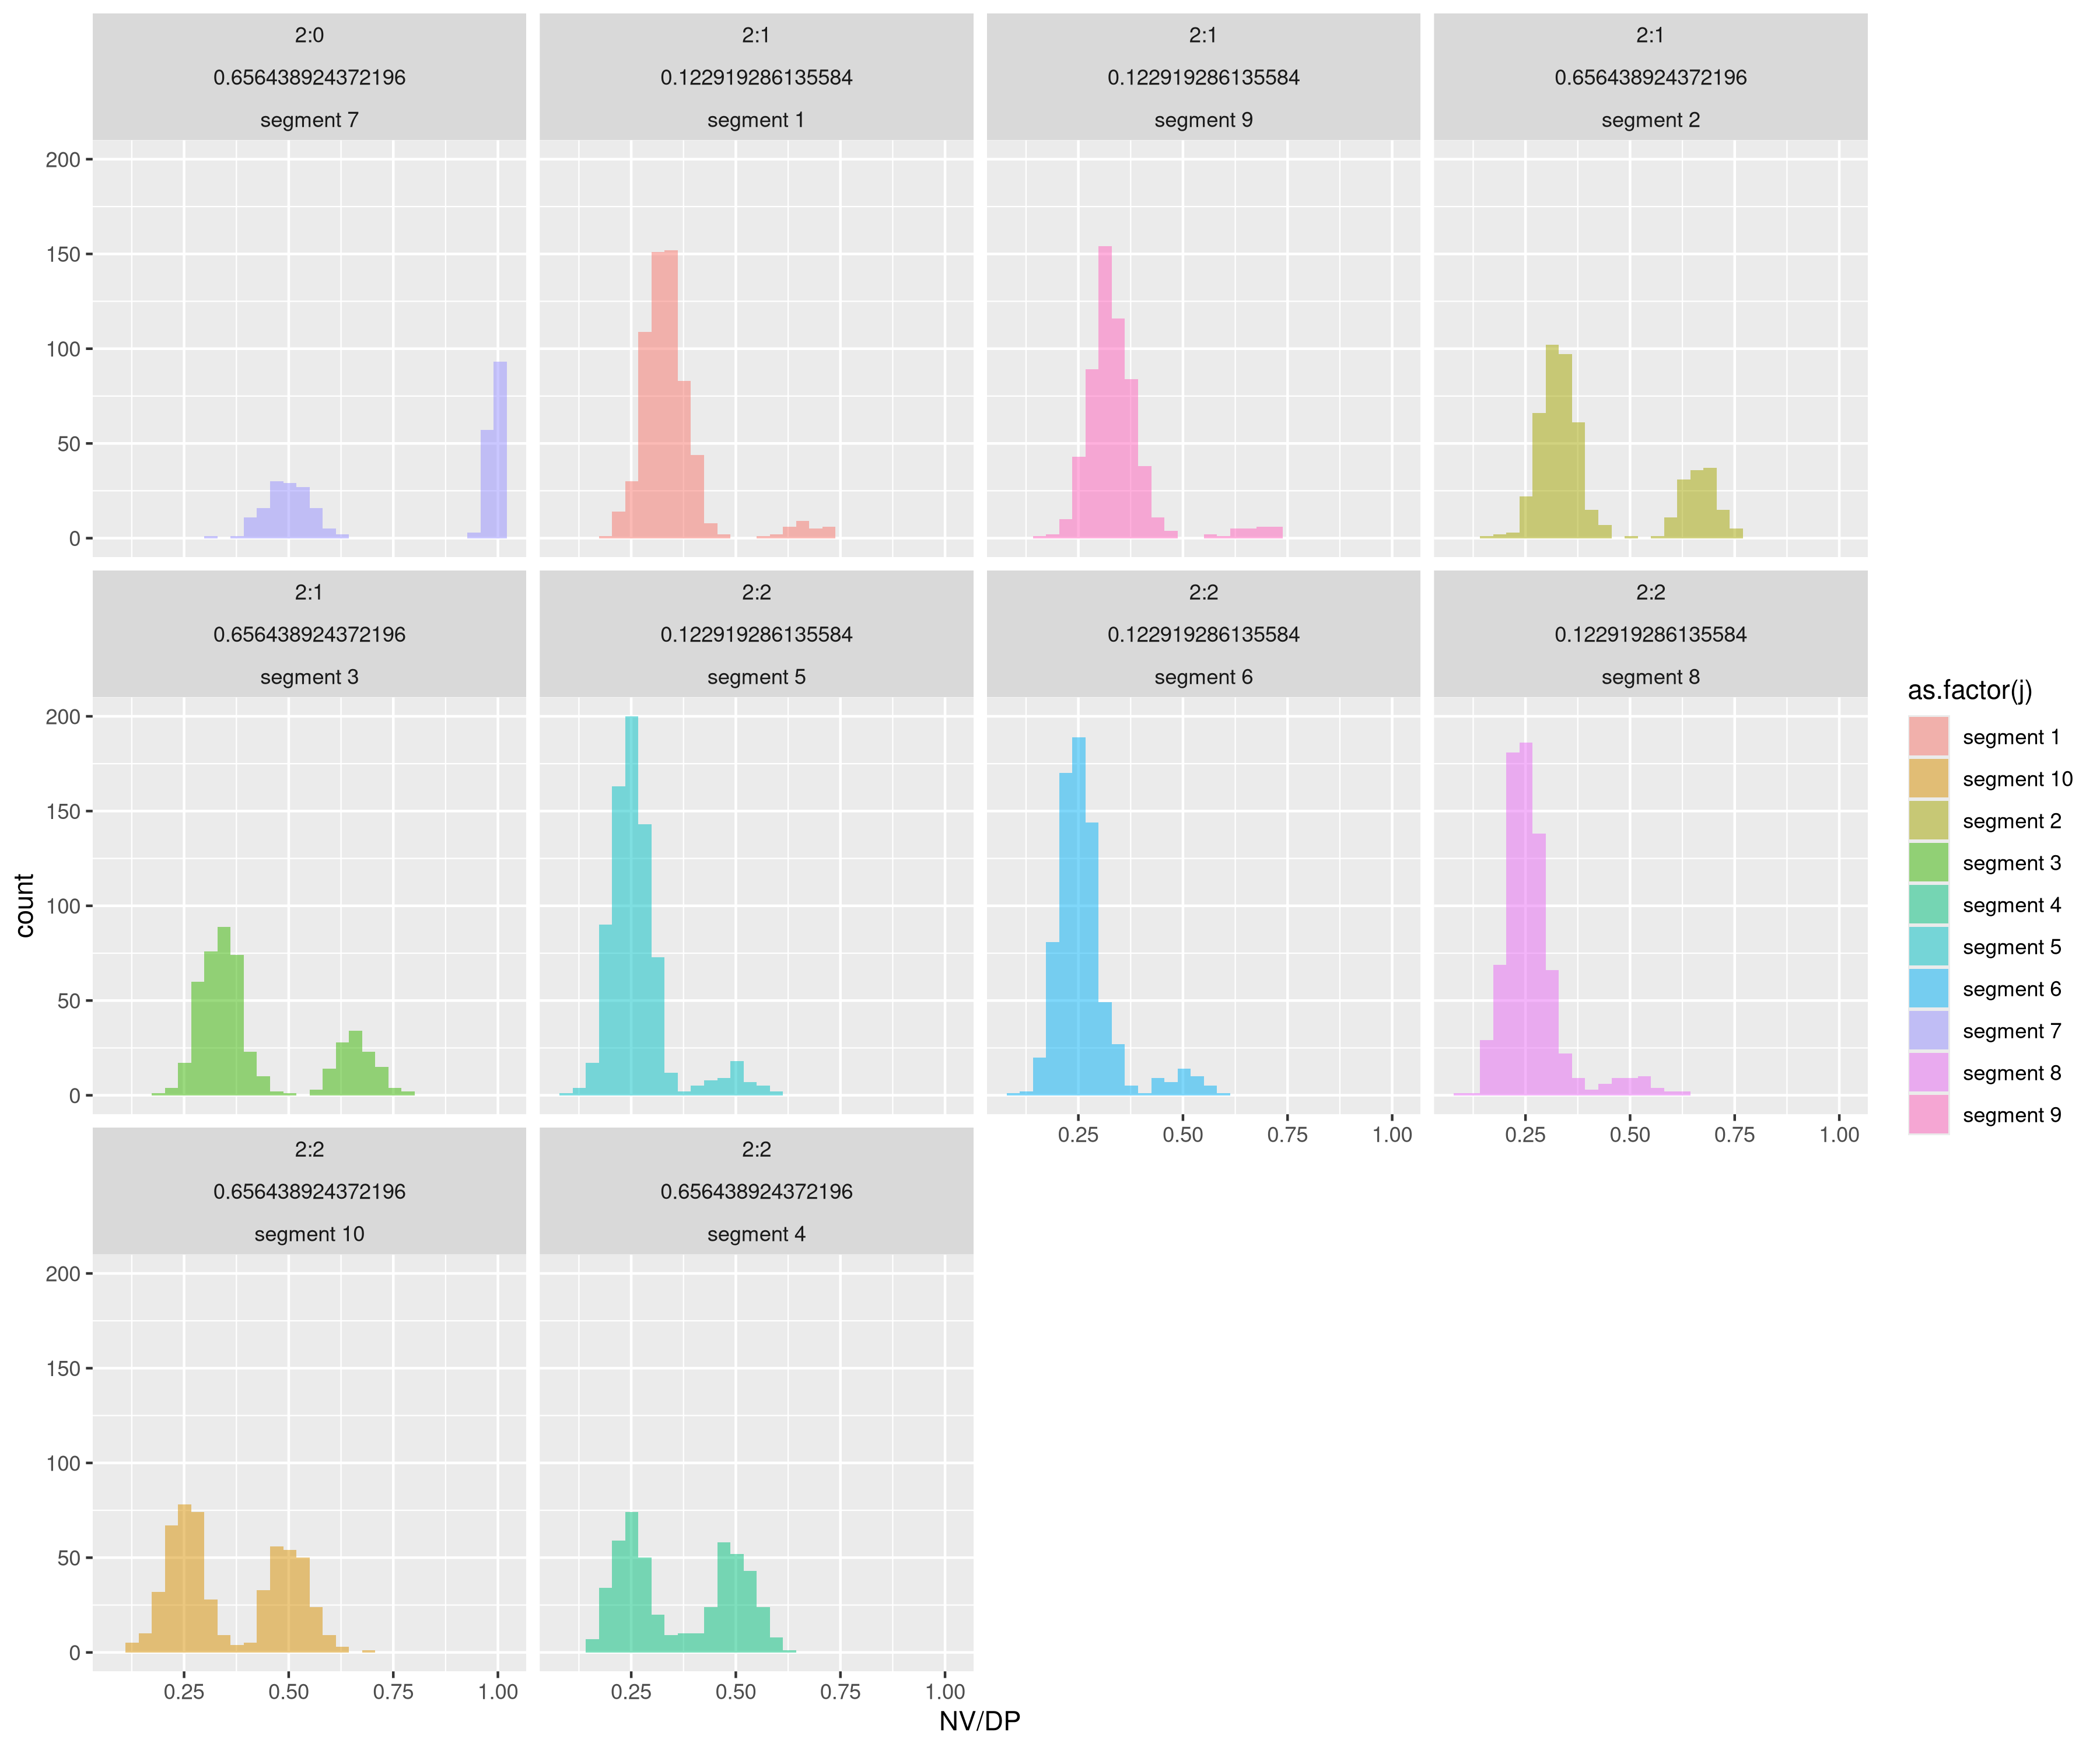 2:0
0.656438924372196
segment 7
2:1
0.122919286135584
segment 1
2:1
0.122919286135584
segment 9
2:1
0.656438924372196
segment 2
200
150
100
50
0
2:1
0.656438924372196
segment 3
2:2
0.122919286135584
segment 5
2:2
0.122919286135584
segment 6
2:2
0.122919286135584
segment 8
200
150
100
50
0
0.25 0.50 0.75 1.00
0.25 0.50 0.75 1.00
2:2
0.656438924372196
segment 10
2:2
0.656438924372196
segment 4
200
150
100
50
0
0.25 0.50 0.75 1.00
0.25 0.50 0.75 1.00
NV/DP
count
as.factor(j)
segment 1
segment 10
segment 2
segment 3
segment 4
segment 5
segment 6
segment 7
segment 8
segment 9